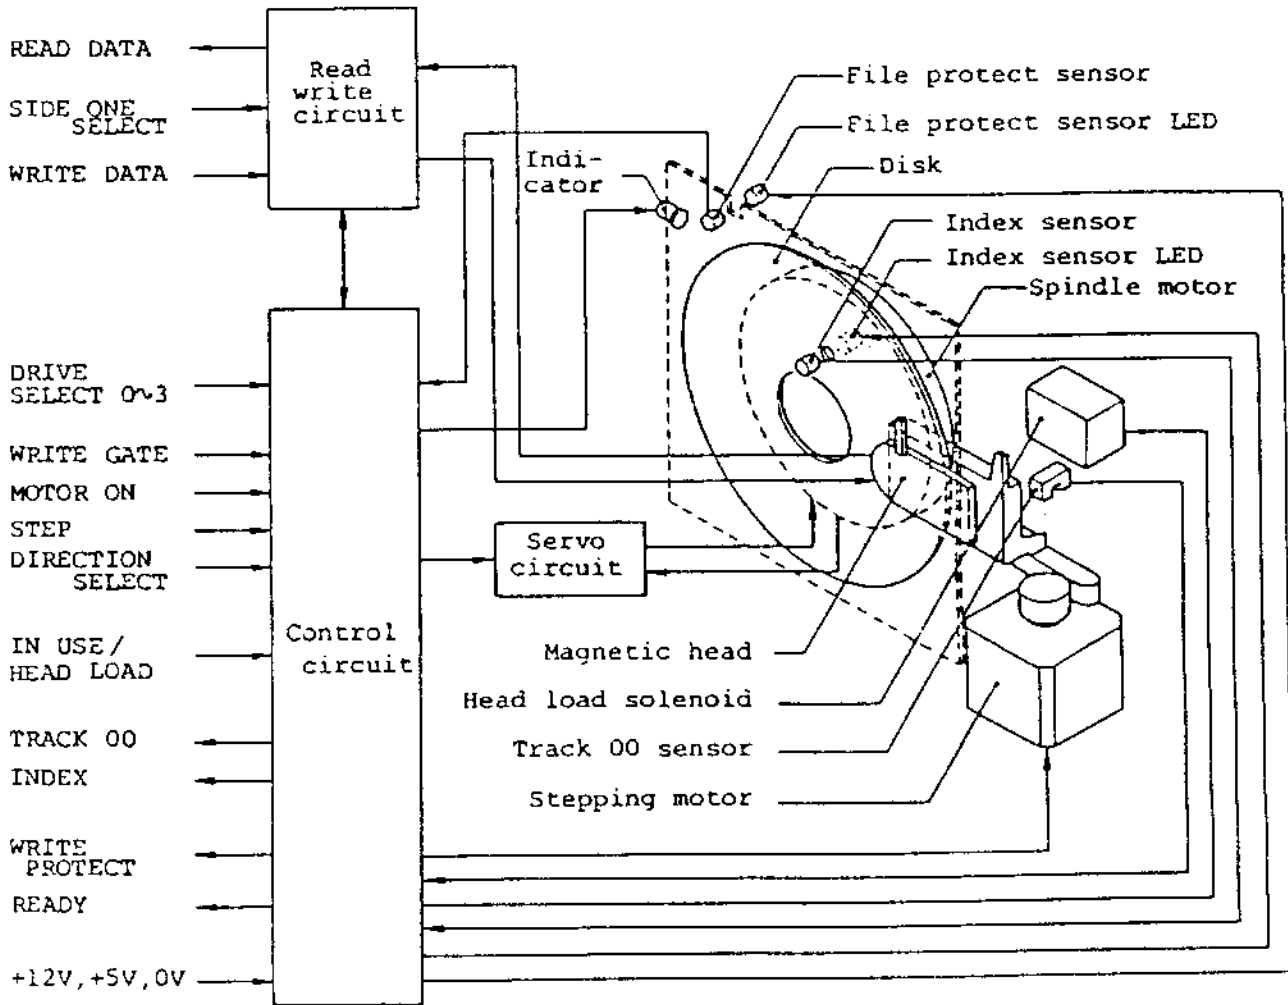 READ DATA
SIDE ONE
SELECT
WRITE DATA
Read
write
circuit
File protect sensor
File protect sensor LED
Disk
Indi-
cator
Index sensor
Index sensor LED
Spindle motor
DRIVE
SELECT 0~3
WRITE GATE
MOTOR ON
STEP
DIRECTION
SELECT
Servo
circuit
Control
circuit
IN USE/
HEAD LOAD
Magnetic head
Head load solenoid
Track 00 sensor
Stepping motor
TRACK 00
INDEX
WRITE
PROTECT
READY
+12V,+5V,0V